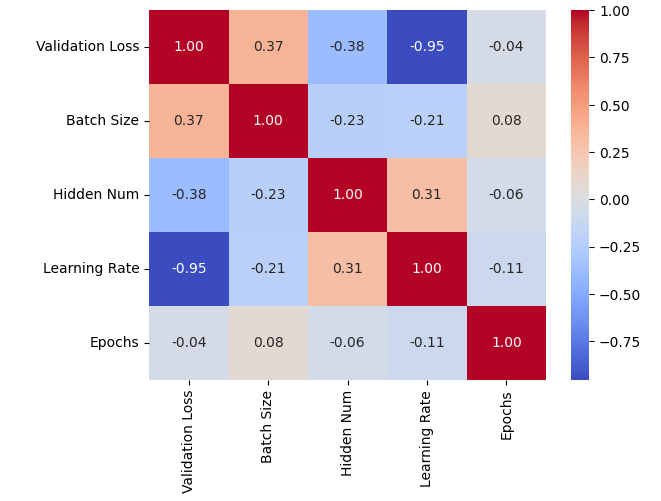 Validation Loss 1.00 0.37 -0.38 -0.95 -0.04
Batch Size 0.37 1.00 -0.23 -0.21 0.08
Hidden Num -0.38 -0.23 1.00 0.31 -0.06
Learning Rate -0.95 -0.21 0.31 1.00 -0.11
Epochs -0.04 0.08 -0.06 -0.11 1.00
Validation Loss
Batch Size
Hidden Num
Learning Rate
Epochs
1.00
0.75
0.50
0.25
0.00
−0.25
−0.50
−0.75